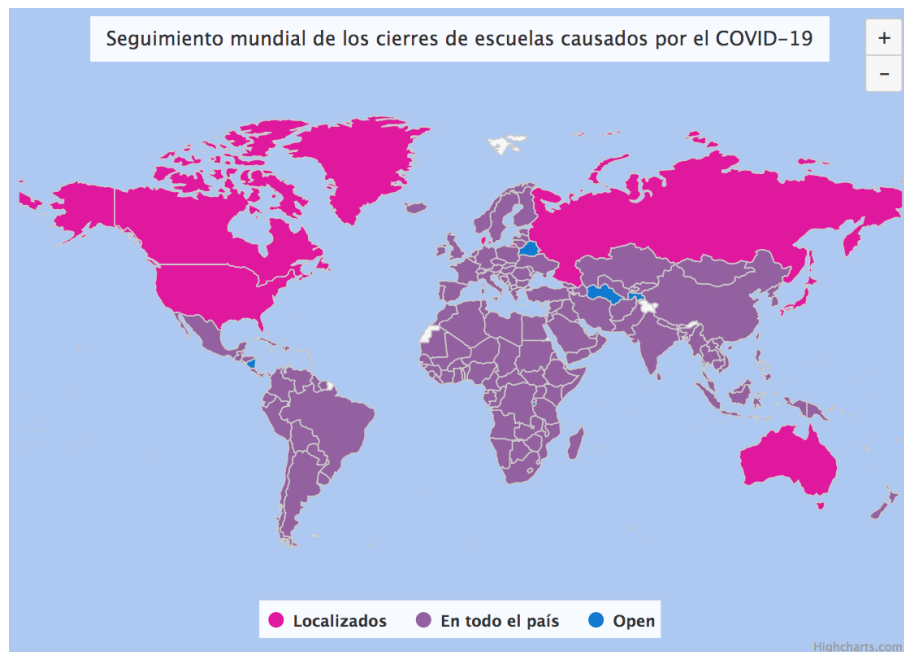 Seguimiento mundial de los cierres de escuelas causados por el COVID-19
+
-
Localizados
En todo el país
Open
Highcharts.com